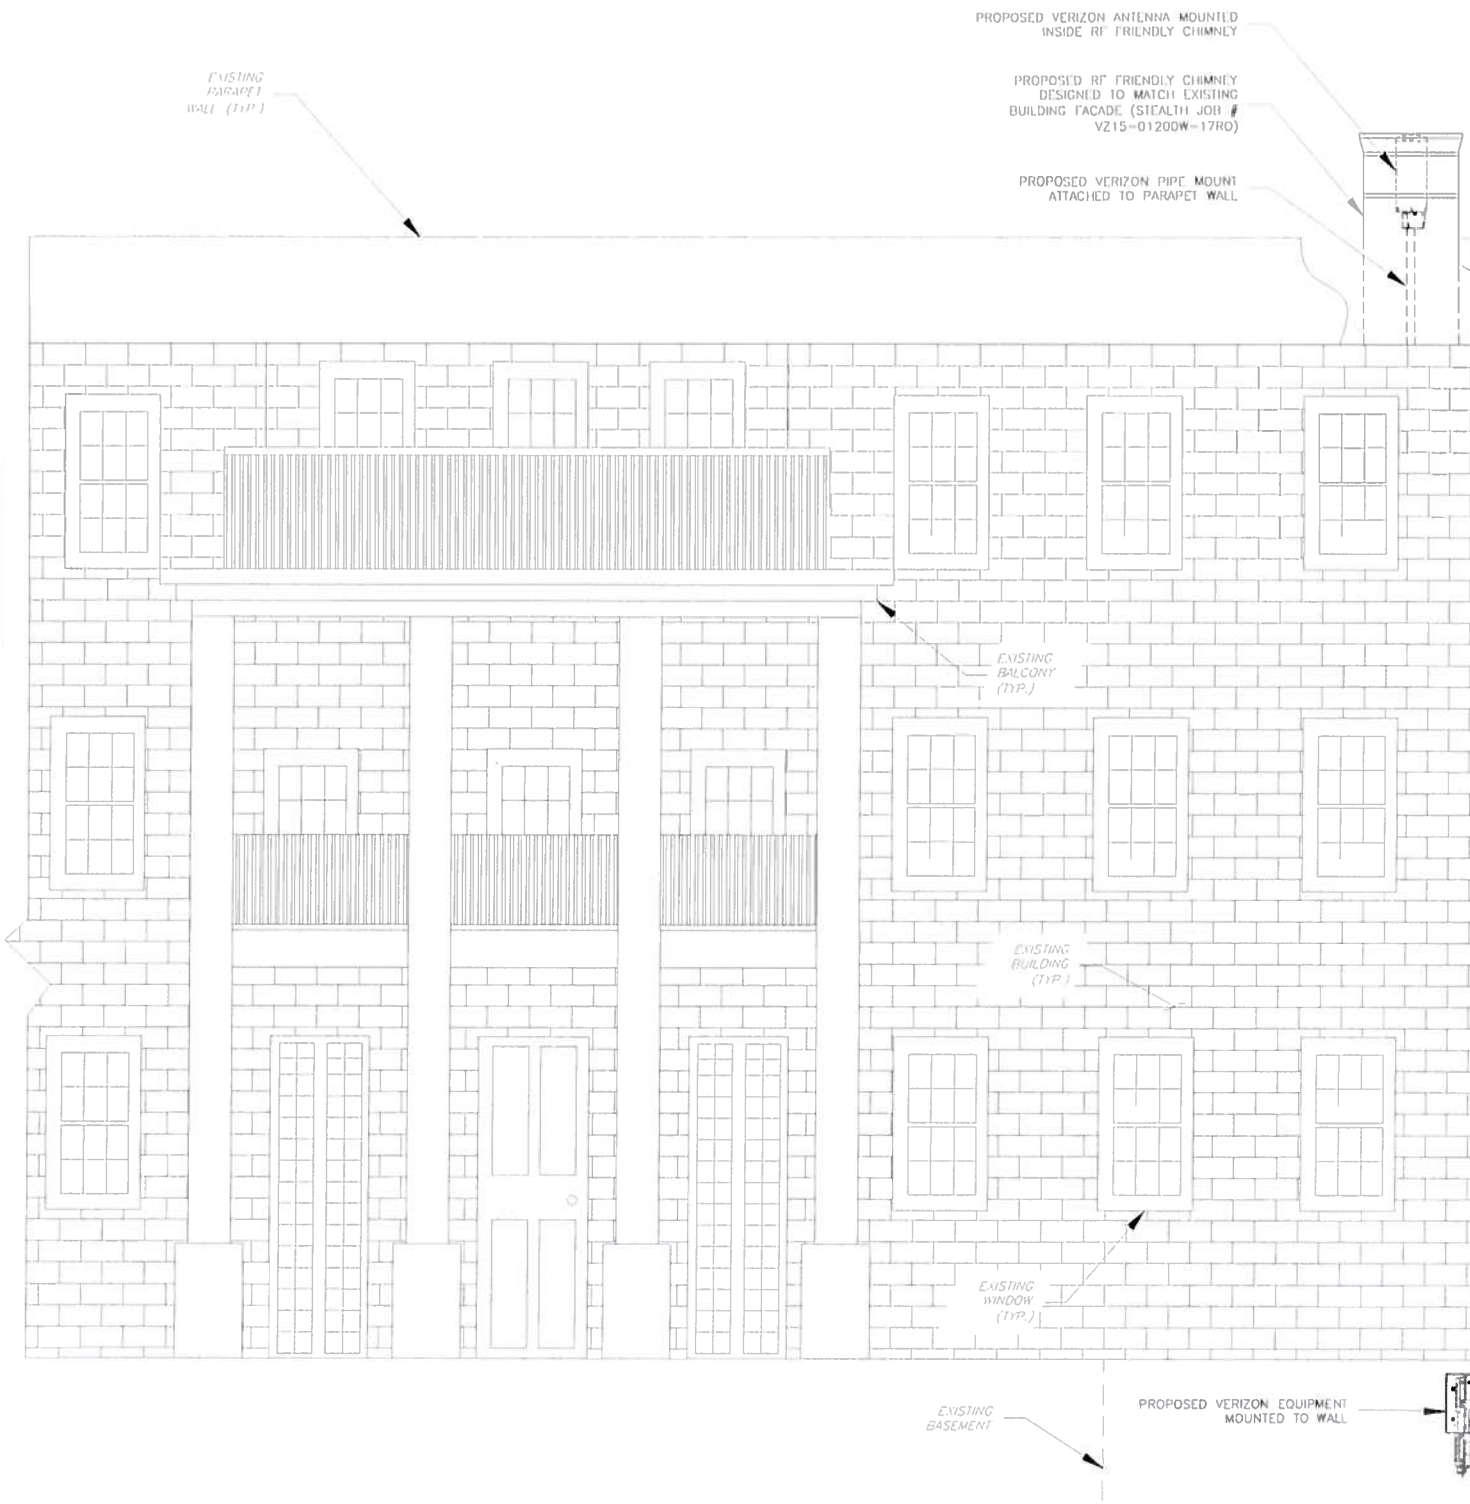 PROPOSED VERIZON ANTENNA MOUNTED
INSIDE RF FRIENDLY CHIMNEY
EXISTING
PARAPET
WALL (TYP.)
PROPOSED RF FRIENDLY CHIMNEY
DESIGNED TO MATCH EXISTING
BUILDING FACADE (STEALTH JOB #
VZ15-01200W-17R0)
PROPOSED VERIZON PIPE MOUNT
ATTACHED TO PARAPET WALL
EXISTING
BALCONY
(TYP.)
EXISTING
BUILDING
(TYP.)
EXISTING
WINDOW
(TYP.)
EXISTING
BASEMENT
PROPOSED VERIZON EQUIPMENT
MOUNTED TO WALL